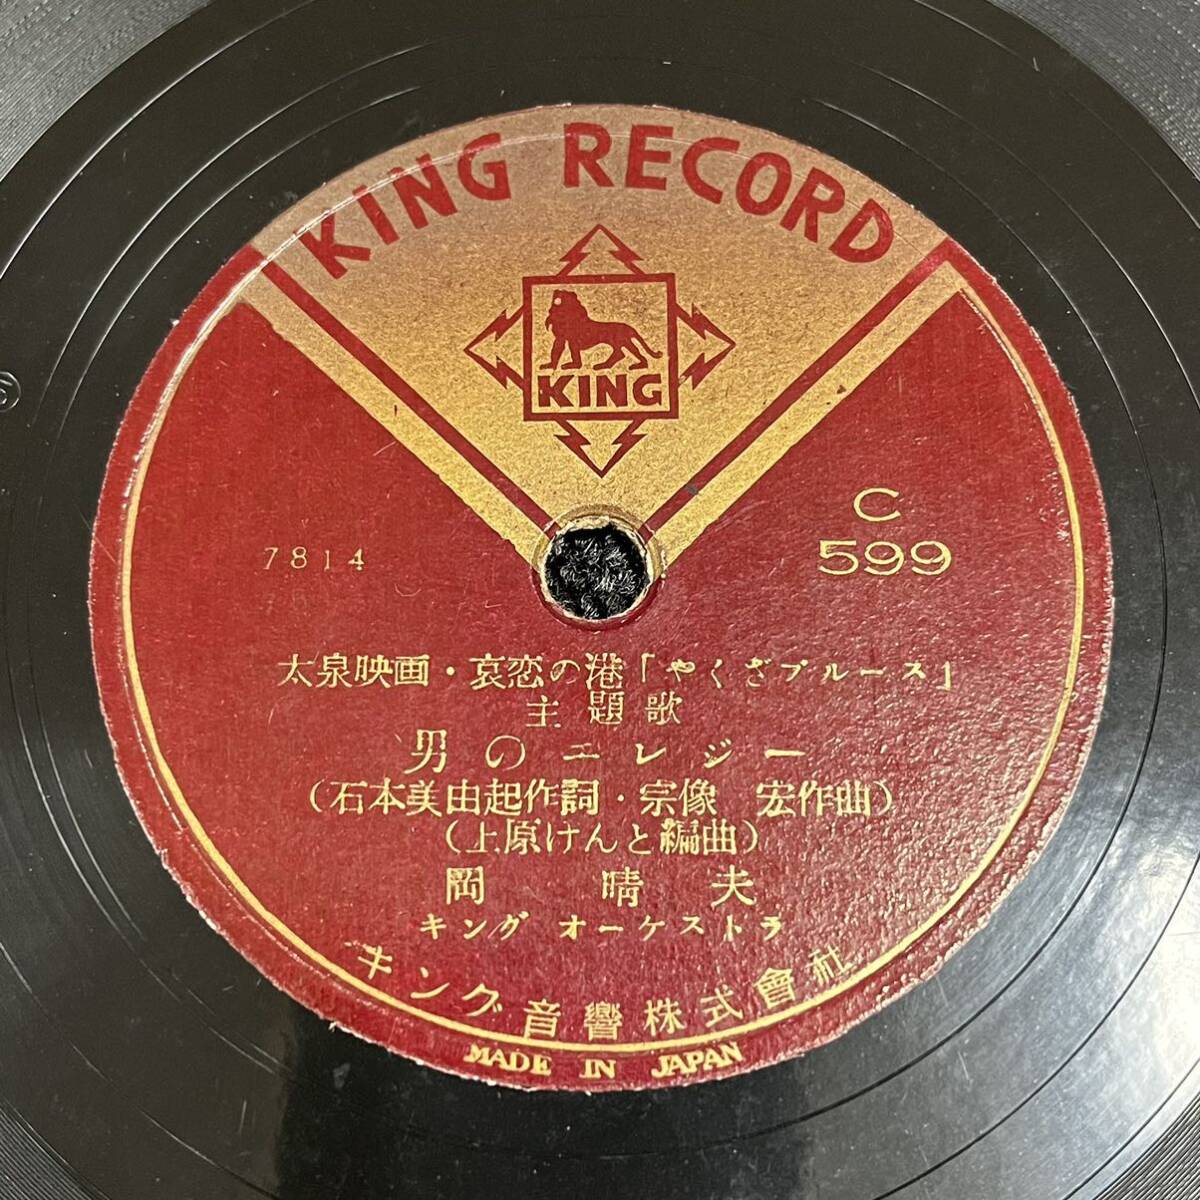 KING RECORD
KING
C
599
7814
太泉映画・哀恋の港「やくざブルース」
主題歌
男のエレジー
(石本美由起作詞・宗像 宏作曲)
(上原けんと編曲)
岡 晴夫
キング オーケストラ
キング音響株式會社
MADE IN JAPAN